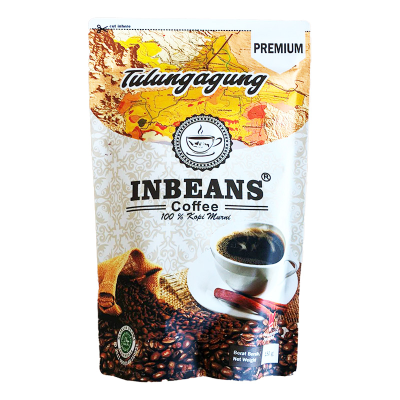 PREMIUM
Tulungagung
INBEANS®
Coffee
100 % Kopi Murni
Berat Bersih
Net Weight